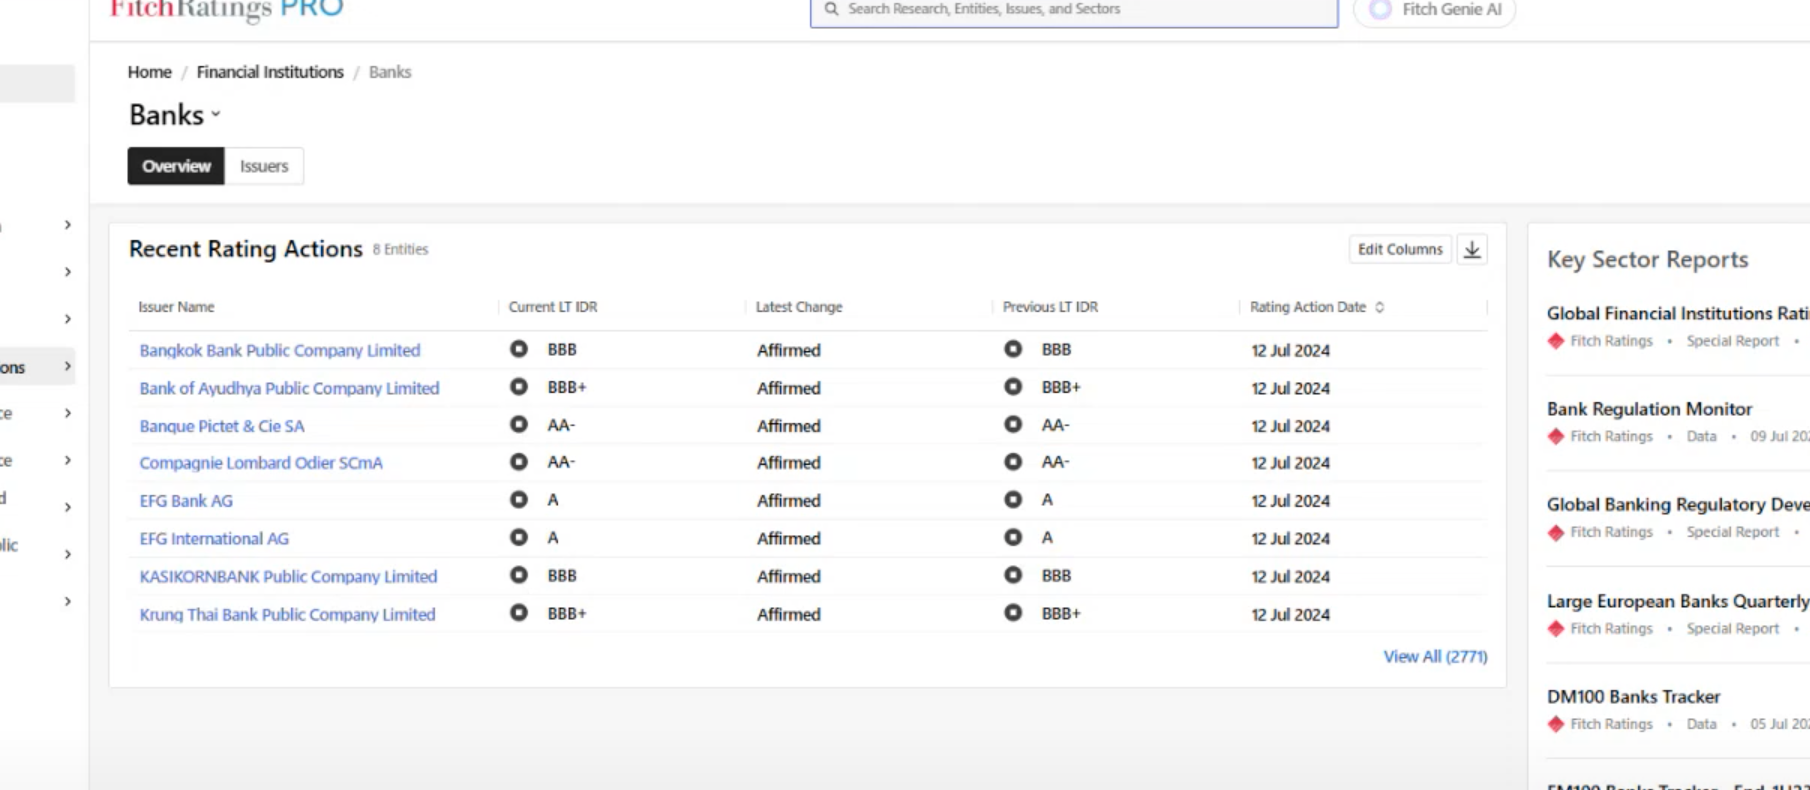 FitchRatings PRO
Search Research, Entities, Issues, and Sectors
Fitch Genie AI
Home / Financial Institutions / Banks
Banks
Overview Issuers
ons
ce
ce
d
lic
Recent Rating Actions 8 Entities
Edit Columns
Issuer Name Current LT IDR Latest Change Previous LT IDR Rating Action Date
Bangkok Bank Public Company Limited BBB Affirmed BBB 12 Jul 2024
Bank of Ayudhya Public Company Limited BBB+ Affirmed BBB+ 12 Jul 2024
Banque Pictet & Cie SA AA- Affirmed AA- 12 Jul 2024
Compagnie Lombard Odier SCmA AA- Affirmed AA- 12 Jul 2024
EFG Bank AG A Affirmed A 12 Jul 2024
EFG International AG A Affirmed A 12 Jul 2024
KASIKORNBANK Public Company Limited BBB Affirmed BBB 12 Jul 2024
Krung Thai Bank Public Company Limited BBB+ Affirmed BBB+ 12 Jul 2024
View All (2771)
Key Sector Reports
Global Financial Institutions Rati
Fitch Ratings • Special Report •
Bank Regulation Monitor
Fitch Ratings • Data • 09 Jul 20
Global Banking Regulatory Deve
Fitch Ratings • Special Report •
Large European Banks Quarterly
Fitch Ratings • Special Report •
DM100 Banks Tracker
Fitch Ratings • Data • 05 Jul 20